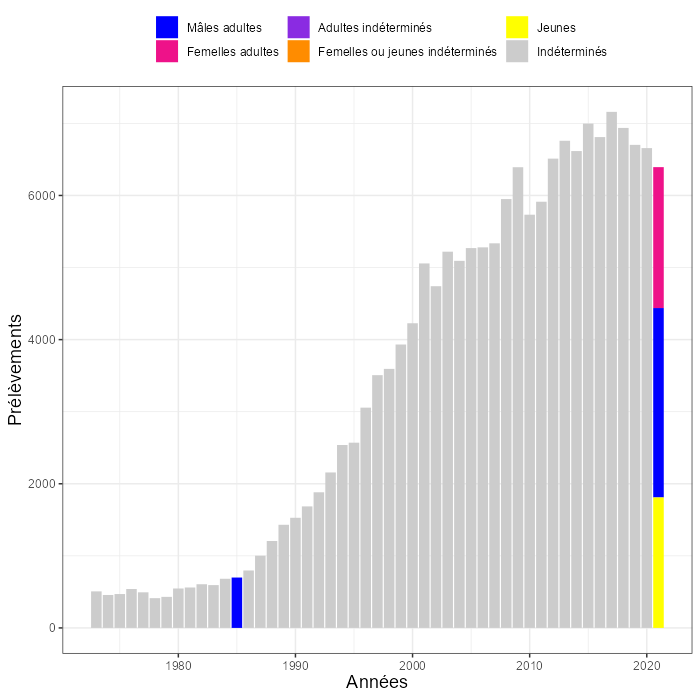 Mâles adultes Adultes indéterminés Jeunes
Femelles adultes Femelles ou jeunes indéterminés Indéterminés
6000
4000
2000
0
Prélèvements
1980 1990 2000 2010 2020
Années